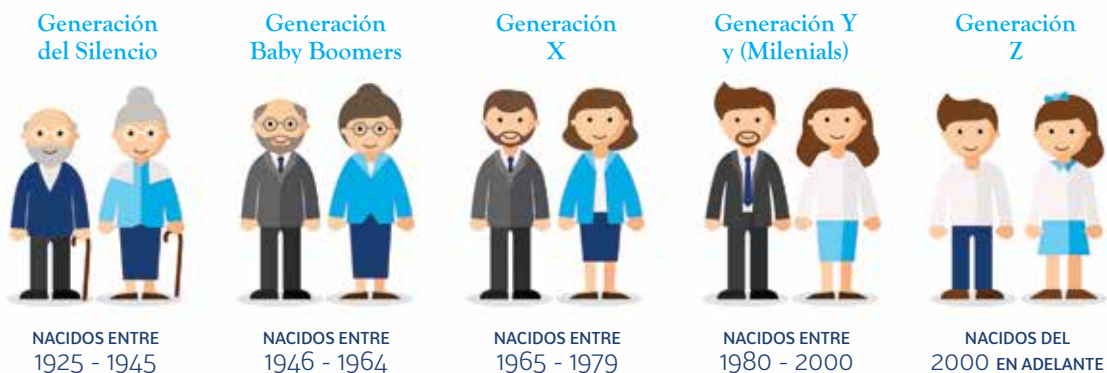 Generación
del Silencio
Generación
Baby Boomers
Generación
X
Generación Y
y (Milenials)
Generación
Z
NACIDOS ENTRE
1925 - 1945
NACIDOS ENTRE
1946 - 1964
NACIDOS ENTRE
1965 - 1979
NACIDOS ENTRE
1980 - 2000
NACIDOS DEL
2000 EN ADELANTE